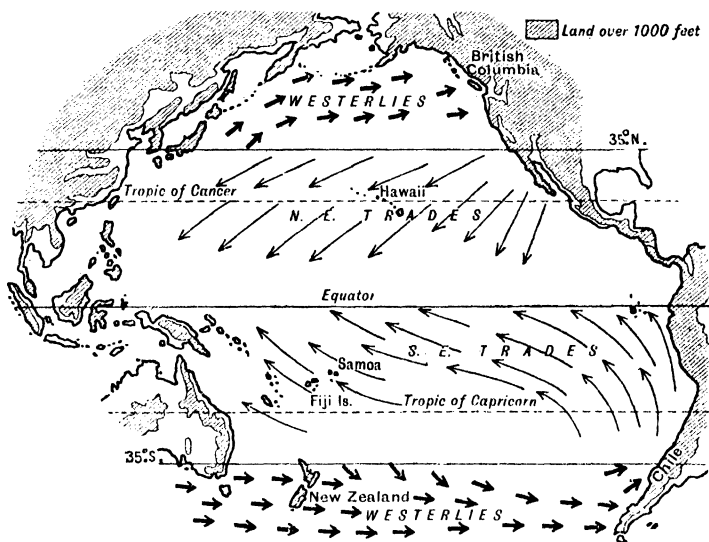 Land over 1000 feet
British
Columbia
WESTERLIES
35°N.
Tropic of Cancer
Hawaii
N. E. TRADES
Equator
S. E. TRADES
Samoa
Fiji Is.
Tropic of Capricorn
35°S.
Chile
New Zealand
WESTERLIES